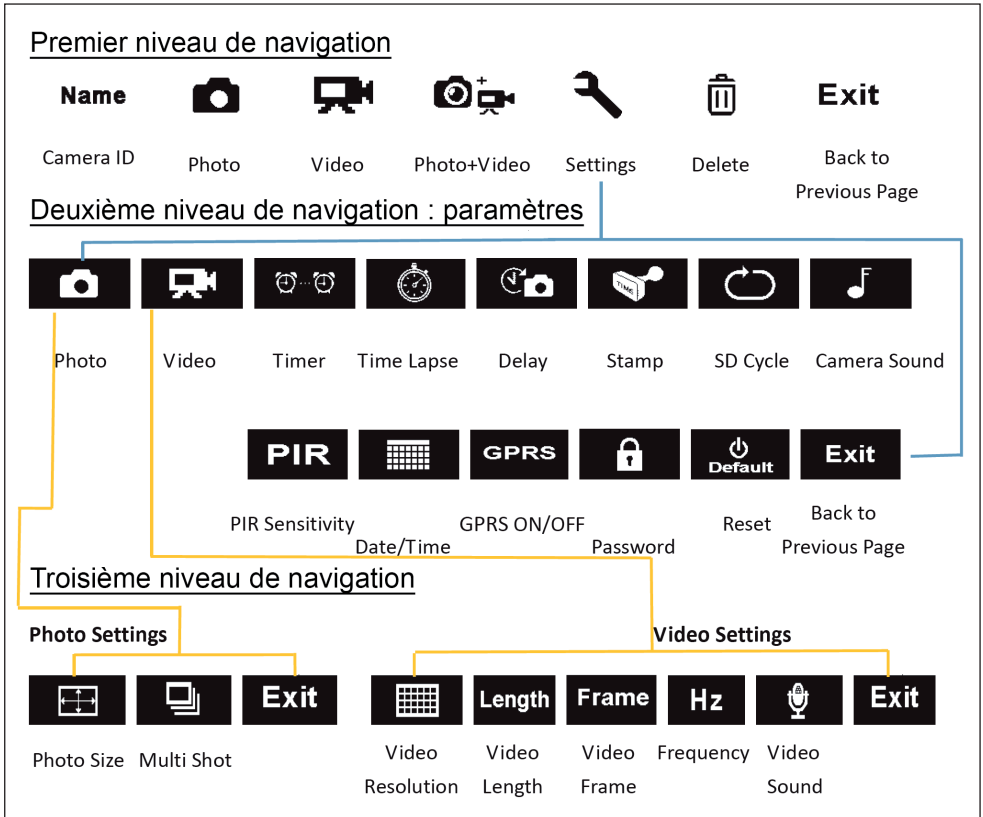 Premier niveau de navigation
Name
Exit
Camera ID
Photo
Video
Photo+Video
Settings
Delete
Back to
Previous Page
Deuxième niveau de navigation : paramètres
TIME
Photo
Video
Timer
Time Lapse
Delay
Stamp
SD Cycle
Camera Sound
PIR
GPRS
Default
Exit
PIR Sensitivity
Date/Time
GPRS ON/OFF
Password
Reset
Back to
Previous Page
Troisième niveau de navigation
Photo Settings
Exit
Photo Size
Multi Shot
Video Settings
Length
Frame
Hz
Exit
Video
Resolution
Video
Length
Video
Frame
Frequency
Video
Sound